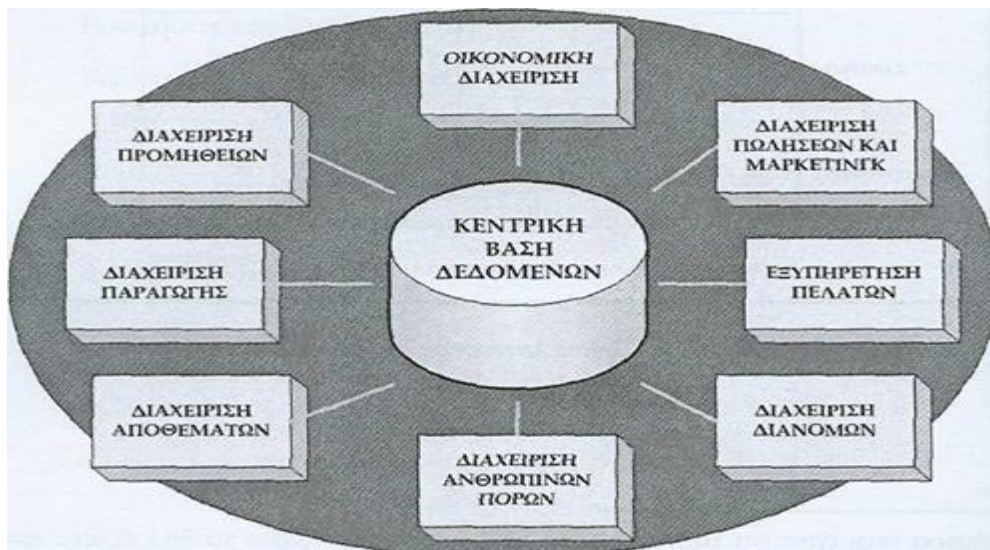 ΟΙΚΟΝΟΜΙΚΗ
ΔΙΑΧΕΙΡΙΣΗ
ΔΙΑΧΕΙΡΙΣΗ
ΠΡΟΜΗΘΕΙΩΝ
ΔΙΑΧΕΙΡΙΣΗ
ΠΩΛΗΣΕΩΝ ΚΑΙ
ΜΑΡΚΕΤΙΝΓΚ
ΚΕΝΤΡΙΚΗ
ΒΑΣΗ
ΔΕΔΟΜΕΝΩΝ
ΔΙΑΧΕΙΡΙΣΗ
ΠΑΡΑΓΩΓΗΣ
ΕΞΥΠΗΡΕΤΗΣΗ
ΠΕΛΑΤΩΝ
ΔΙΑΧΕΙΡΙΣΗ
ΑΠΟΘΕΜΑΤΩΝ
ΔΙΑΧΕΙΡΙΣΗ
ΔΙΑΝΟΜΩΝ
ΔΙΑΧΕΙΡΙΣΗ
ΑΝΘΡΩΠΙΝΩΝ
ΠΟΡΩΝ